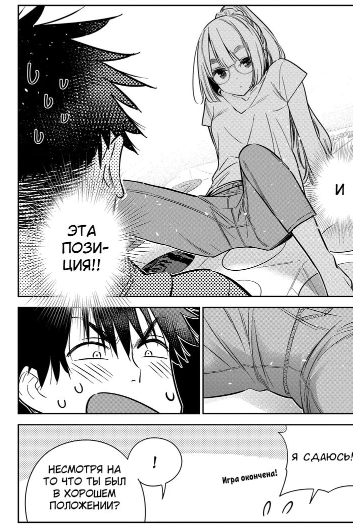 И
ЭТА
ПОЗИ-
ЦИЯ!!
Я СДАЮСЬ!
Игра окончена!
!
НЕСМОТРЯ НА
ТО ЧТО ТЫ БЫЛ
В ХОРОШЕМ
ПОЛОЖЕНИИ?